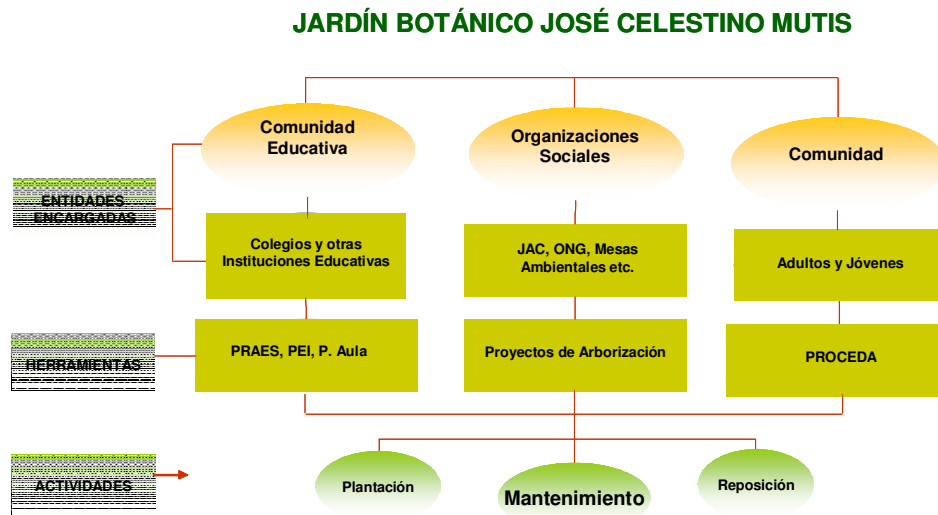 JARDÍN BOTÁNICO JOSÉ CELESTINO MUTIS
Comunidad
Educativa
Organizaciones
Sociales
Comunidad
ENTIDADES
ENCARGADAS
Colegios y otras
Instituciones Educativas
JAC, ONG, Mesas
Ambientales etc.
Adultos y Jóvenes
HERRAMIENTAS
PRAES, PEI, P. Aula
Proyectos de Arborización
PROCEDA
ACTIVIDADES
Plantación
Mantenimiento
Reposición